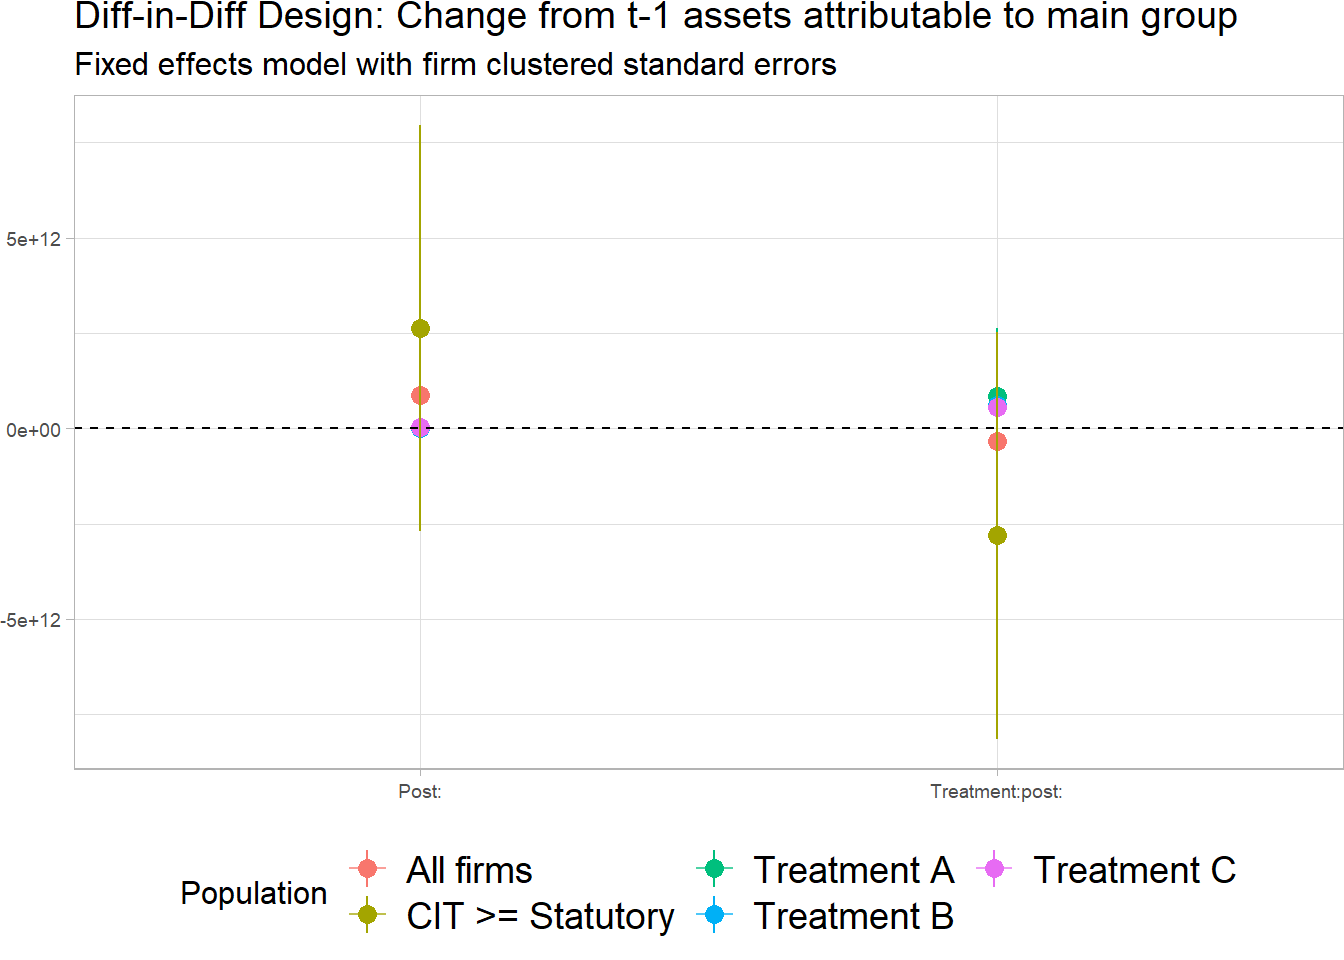 Diff-in-Diff Design: Change from t-1 assets attributable to main group
Fixed effects model with firm clustered standard errors
5e+12
0e+00
-5e+12
Post:
Treatment:post:
Population
All firms
CIT >= Statutory
Treatment A
Treatment B
Treatment C